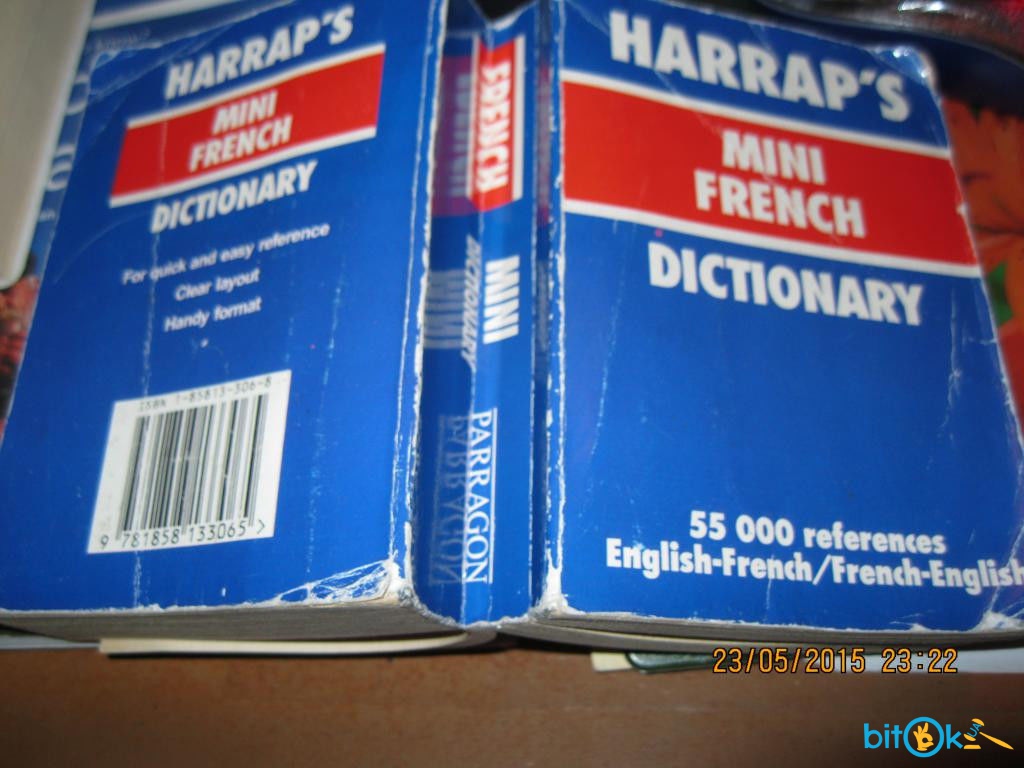 HARRAP'S
MINI
FRENCH
DICTIONARY
For quick and easy reference
Clear layout
Handy format
ISBN 1-85813-306-8
9 781858 133065 >
FRENCH
MINI
DICTIONARY
PARRAGON
HARRAP'S
MINI
FRENCH
DICTIONARY
55 000 references
English-French/French-English
23/05/2015 23:22
bitOk
UA